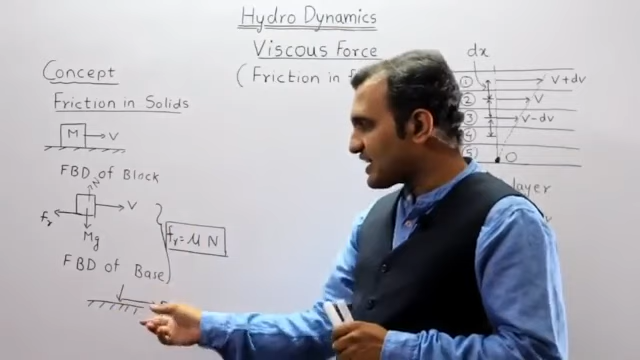 Hydro Dynamics
Viscous Force
(Friction in
Concept
Friction in Solids
M V
FBD of Block
N
fr V
Mg
fr = μ N
FBD of Base
dx
① V+dv
② V
③ V-dv
④
⑤ O
layer